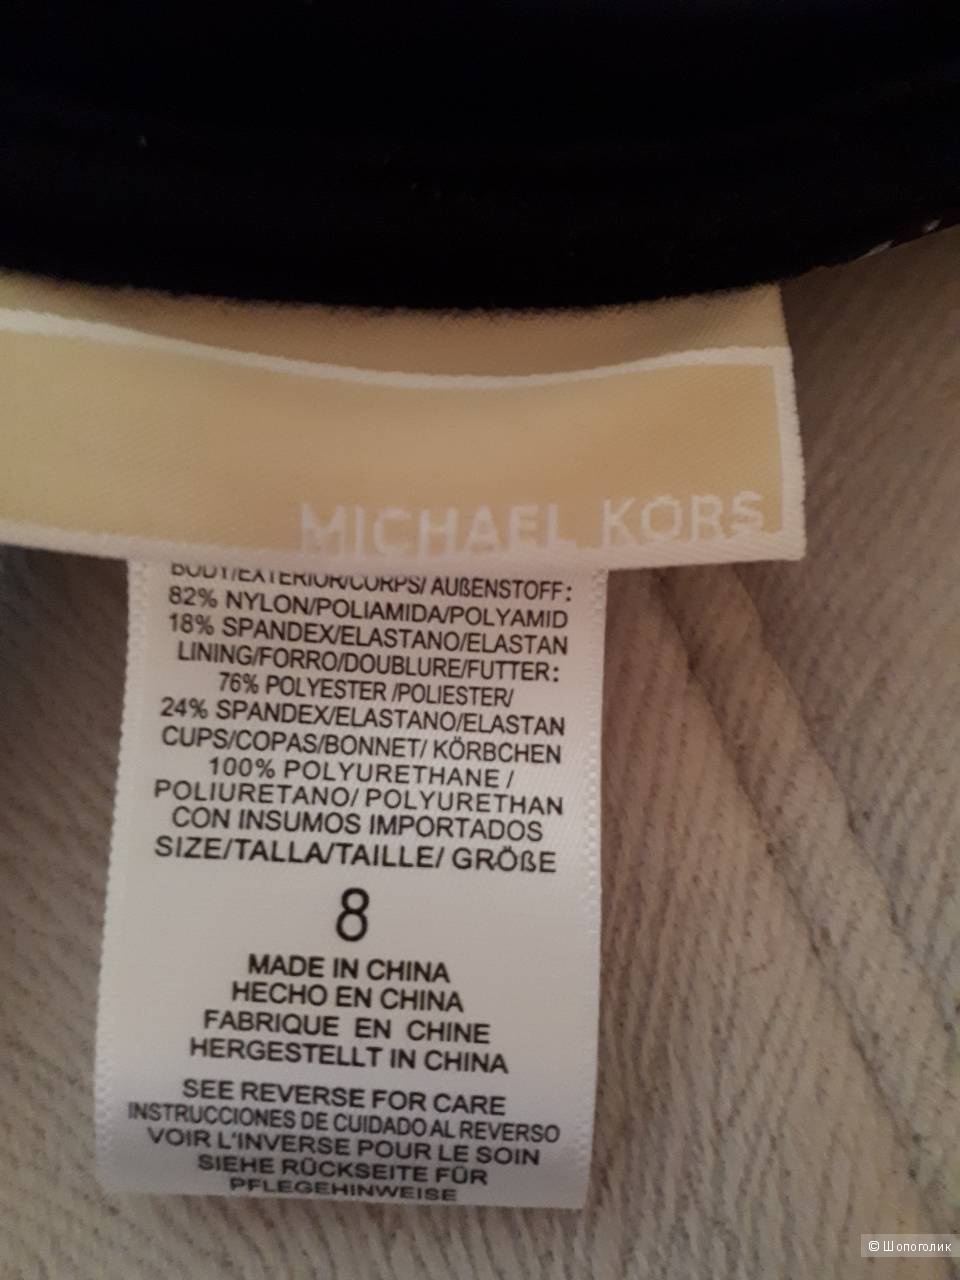 MICHAEL KORS
BODY/EXTERIOR/CORPS/ AUßENSTOFF:
82% NYLON/POLIAMIDA/POLYAMID
18% SPANDEX/ELASTANO/ELASTAN
LINING/FORRO/DOUBLURE/FUTTER:
76% POLYESTER /POLIESTER/
24% SPANDEX/ELASTANO/ELASTAN
CUPS/COPAS/BONNET/ KÖRBCHEN
100% POLYURETHANE /
POLIURETANO/ POLYURETHAN
CON INSUMOS IMPORTADOS
SIZE/TALLA/TAILLE/ GRÖßE
8
MADE IN CHINA
HECHO EN CHINA
FABRIQUE EN CHINE
HERGESTELLT IN CHINA
SEE REVERSE FOR CARE
INSTRUCCIONES DE CUIDADO AL REVERSO
VOIR L'INVERSE POUR LE SOIN
SIEHE RÜCKSEITE FÜR
PFLEGEHINWEISE
© Шопоголик